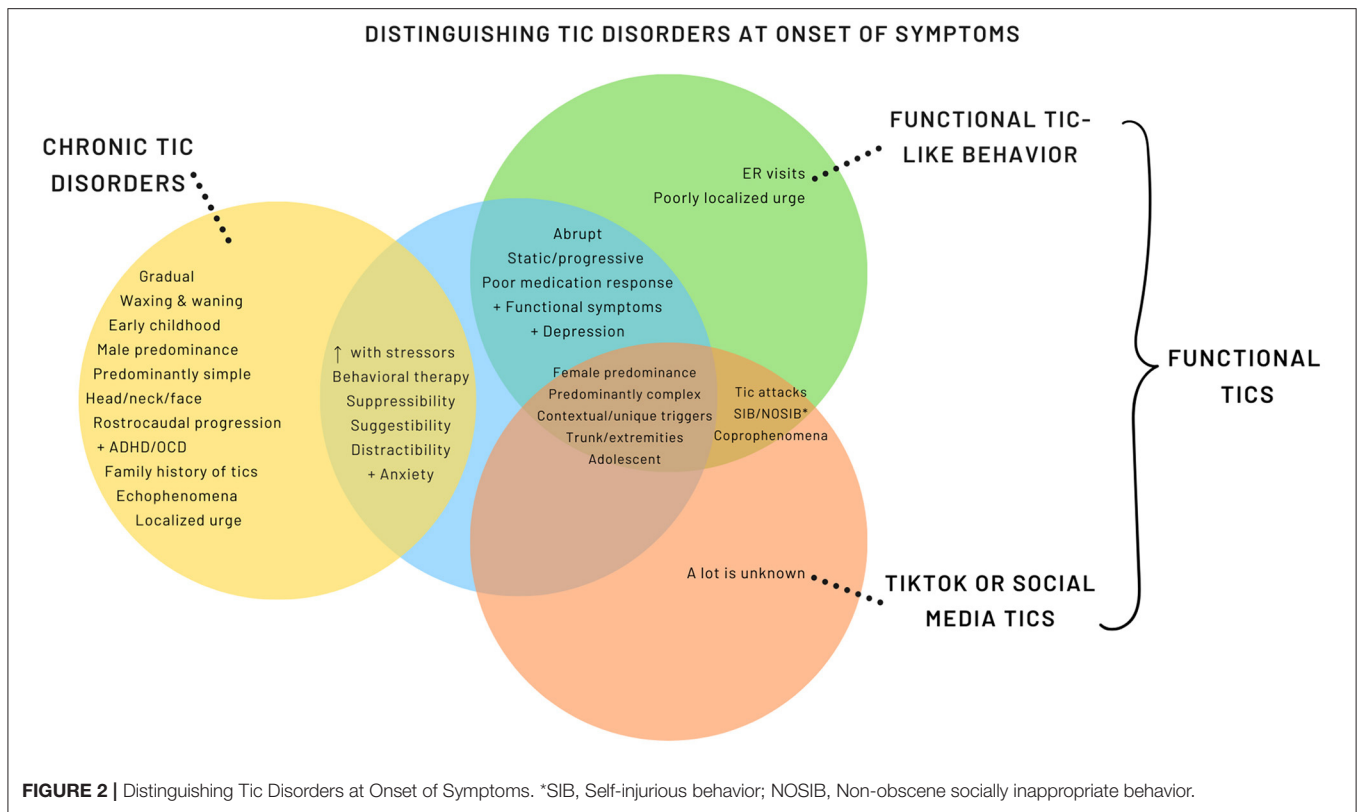 DISTINGUISHING TIC DISORDERS AT ONSET OF SYMPTOMS
CHRONIC TIC
DISORDERS
Gradual
Waxing & waning
Early childhood
Male predominance
Predominantly simple
Head/neck/face
Rostrocaudal progression
+ ADHD/OCD
Family history of tics
Echophenomena
Localized urge
↑ with stressors
Behavioral therapy
Suppressibility
Suggestibility
Distractibility
+ Anxiety
Abrupt
Static/progressive
Poor medication response
+ Functional symptoms
+ Depression
Female predominance
Predominantly complex
Contextual/unique triggers
Trunk/extremities
Adolescent
Tic attacks
SIB/NOSIB*
Coprophenomena
ER visits
Poorly localized urge
FUNCTIONAL TIC-
LIKE BEHAVIOR
A lot is unknown
TIKTOK OR SOCIAL
MEDIA TICS
FUNCTIONAL
TICS
FIGURE 2 | Distinguishing Tic Disorders at Onset of Symptoms. *SIB, Self-injurious behavior; NOSIB, Non-obscene socially inappropriate behavior.